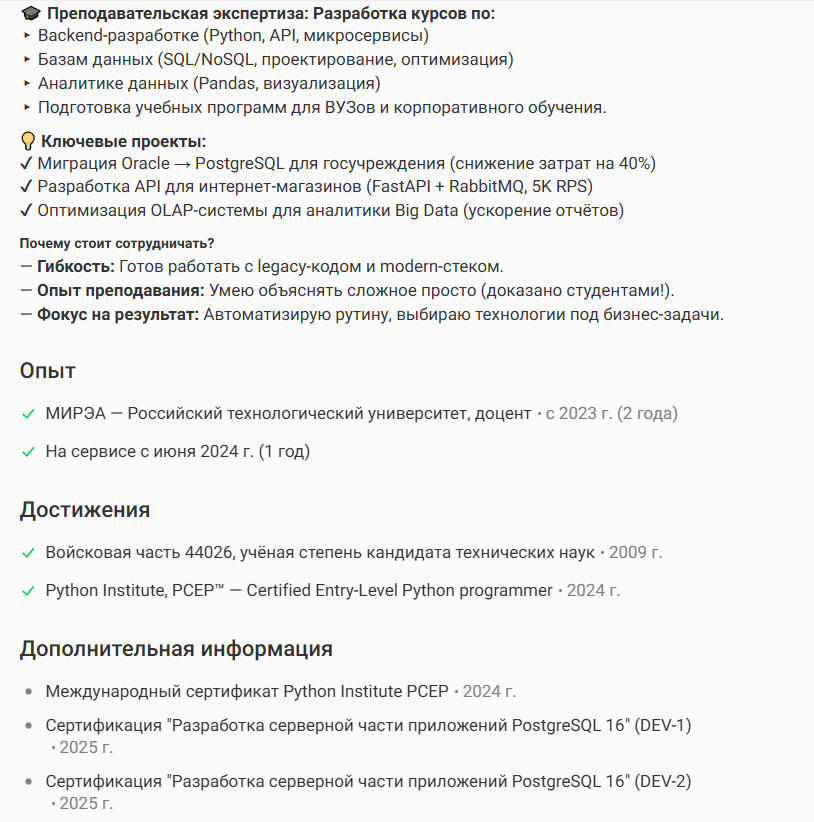 🎓 Преподавательская экспертиза: Разработка курсов по:
‣ Backend-разработке (Python, API, микросервисы)
‣ Базам данных (SQL/NoSQL, проектирование, оптимизация)
‣ Аналитике данных (Pandas, визуализация)
‣ Подготовка учебных программ для ВУЗов и корпоративного обучения.
💡 Ключевые проекты:
✓ Миграция Oracle → PostgreSQL для госучреждения (снижение затрат на 40%)
✓ Разработка API для интернет-магазинов (FastAPI + RabbitMQ, 5K RPS)
✓ Оптимизация OLAP-системы для аналитики Big Data (ускорение отчётов)
Почему стоит сотрудничать?
— Гибкость: Готов работать с legacy-кодом и modern-стеком.
— Опыт преподавания: Умею объяснять сложное просто (доказано студентами!).
— Фокус на результат: Автоматизирую рутину, выбираю технологии под бизнес-задачи.
Опыт
✓ МИРЭА — Российский технологический университет, доцент · с 2023 г. (2 года)
✓ На сервисе с июня 2024 г. (1 год)
Достижения
✓ Войсковая часть 44026, учёная степень кандидата технических наук · 2009 г.
✓ Python Institute, PCEP™ — Certified Entry-Level Python programmer · 2024 г.
Дополнительная информация
• Международный сертификат Python Institute PCEP · 2024 г.
• Сертификация "Разработка серверной части приложений PostgreSQL 16" (DEV-1)
· 2025 г.
• Сертификация "Разработка серверной части приложений PostgreSQL 16" (DEV-2)
· 2025 г.